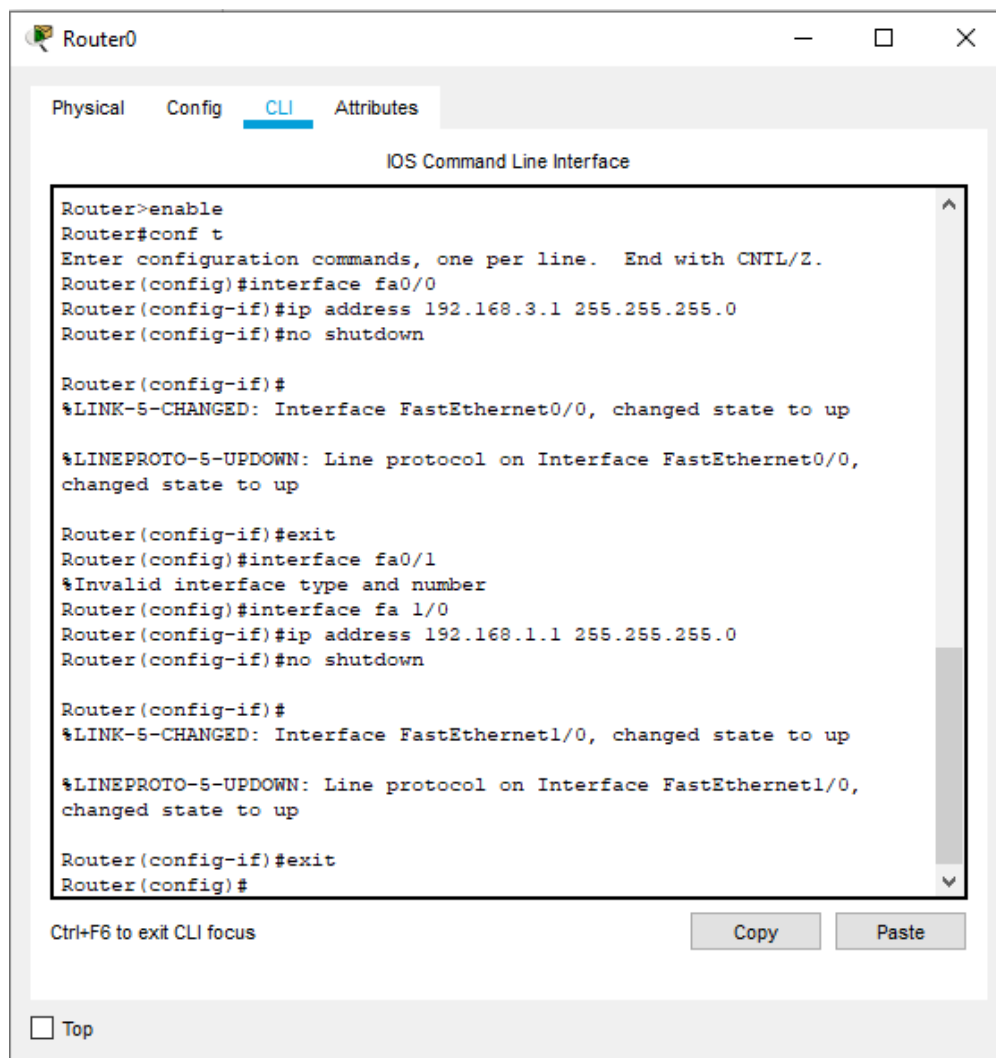 Router0
Physical Config CLI Attributes
IOS Command Line Interface
Router>enable
Router#conf t
Enter configuration commands, one per line.  End with CNTL/Z.
Router(config)#interface fa0/0
Router(config-if)#ip address 192.168.3.1 255.255.255.0
Router(config-if)#no shutdown
Router(config-if)#
%LINK-5-CHANGED: Interface FastEthernet0/0, changed state to up
%LINEPROTO-5-UPDOWN: Line protocol on Interface FastEthernet0/0,
changed state to up
Router(config-if)#exit
Router(config)#interface fa0/1
%Invalid interface type and number
Router(config)#interface fa 1/0
Router(config-if)#ip address 192.168.1.1 255.255.255.0
Router(config-if)#no shutdown
Router(config-if)#
%LINK-5-CHANGED: Interface FastEthernet1/0, changed state to up
%LINEPROTO-5-UPDOWN: Line protocol on Interface FastEthernet1/0,
changed state to up
Router(config-if)#exit
Router(config)#
Ctrl+F6 to exit CLI focus
Copy Paste
Top